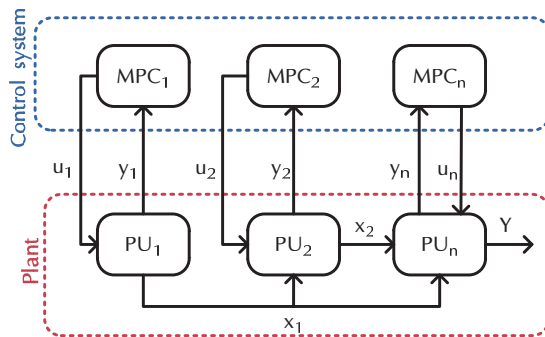 Control system
MPC₁
MPC₂
MPCₙ
u₁
y₁
u₂
y₂
yₙ
uₙ
Plant
PU₁
PU₂
x₂
PUₙ
Y
x₁